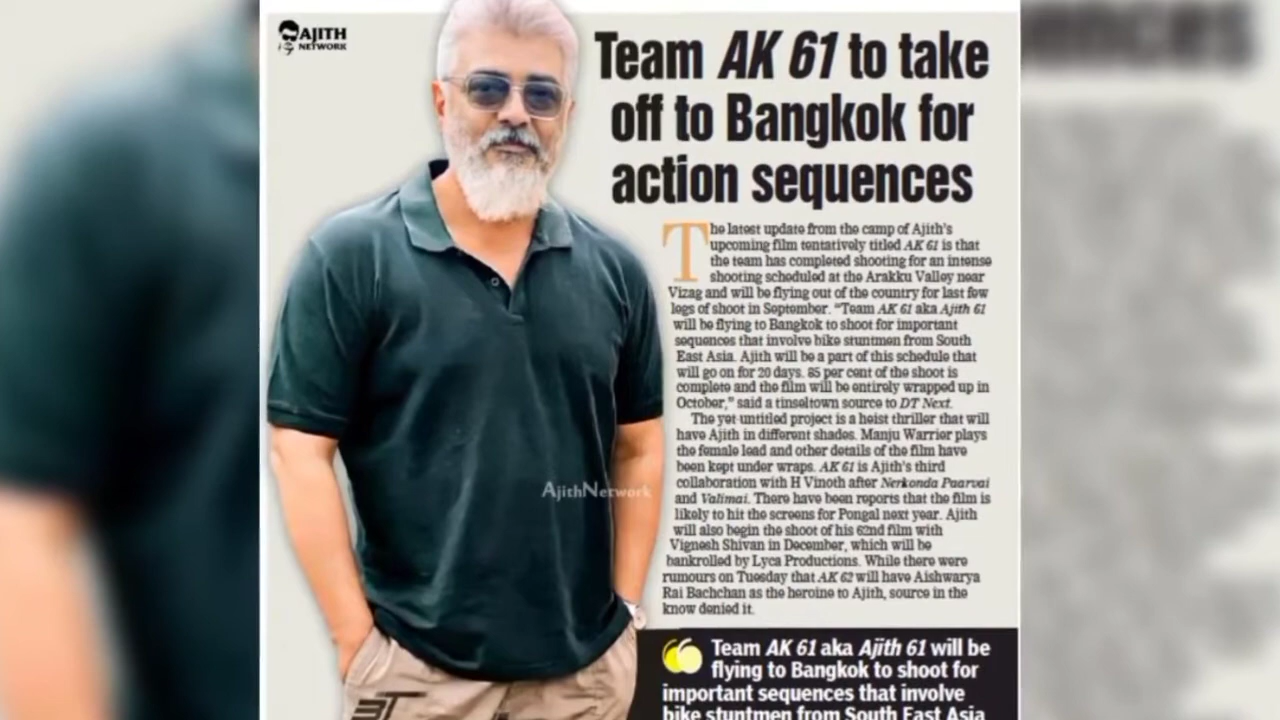 AJITH
NETWORK
Team AK 61 to take
off to Bangkok for
action sequences
The latest update from the camp of Ajith's
upcoming film tentatively titled AK 61 is that
the team has completed shooting for an intense
shooting scheduled at the Arakku Valley near
Vizag and will be flying out of the country for last few
legs of shoot in September. "Team AK 61 aka Ajith 61
will be flying to Bangkok to shoot for important
sequences that involve bike stuntmen from South
East Asia. Ajith will be a part of this schedule that
will go on for 20 days. 85 per cent of the shoot is
complete and the film will be entirely wrapped up in
October," said a tinseltown source to DT Next.
The yet-untitled project is a heist thriller that will
have Ajith in different shades. Manju Warrier plays
the female lead and other details of the film have
been kept under wraps. AK 61 is Ajith's third
collaboration with H Vinoth after Nerkonda Paarvai
and Valimai. There have been reports that the film is
likely to hit the screens for Pongal next year. Ajith
will also begin the shoot of his 62nd film with
Vignesh Shivan in December, which will be
bankrolled by Lyca Productions. While there were
rumours on Tuesday that AK 62 will have Aishwarya
Rai Bachchan as the heroine to Ajith, source in the
know denied it.
AjithNetwork
Team AK 61 aka Ajith 61 will be
flying to Bangkok to shoot for
important sequences that involve
bike stuntmen from South East Asia